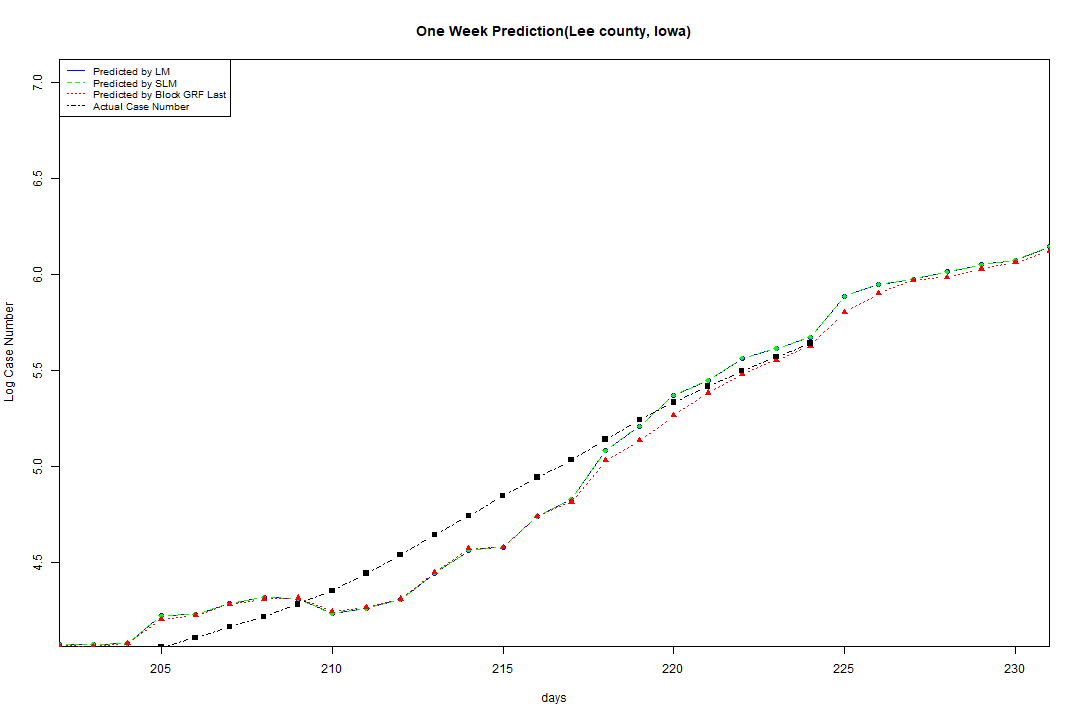 One Week Prediction(Lee county, Iowa)
Predicted by LM
Predicted by SLM
Predicted by Block GRF Last
Actual Case Number
7.0
6.5
6.0
5.5
5.0
4.5
Log Case Number
205 210 215 220 225 230
days